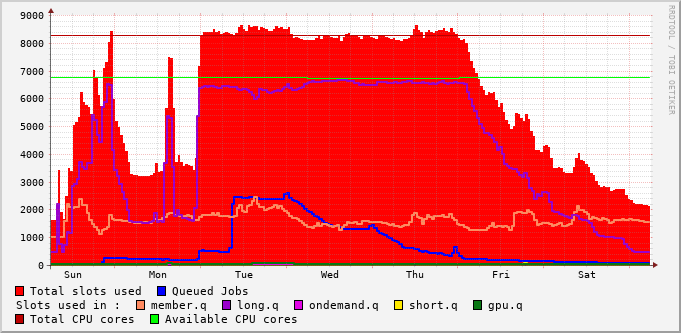 9000
8000
7000
6000
5000
4000
3000
2000
1000
0
Sun Mon Tue Wed Thu Fri Sat
RRDTOOL / TOBI OETIKER
Total slots used Queued Jobs
Slots used in : member.q long.q ondemand.q short.q gpu.q
Total CPU cores Available CPU cores